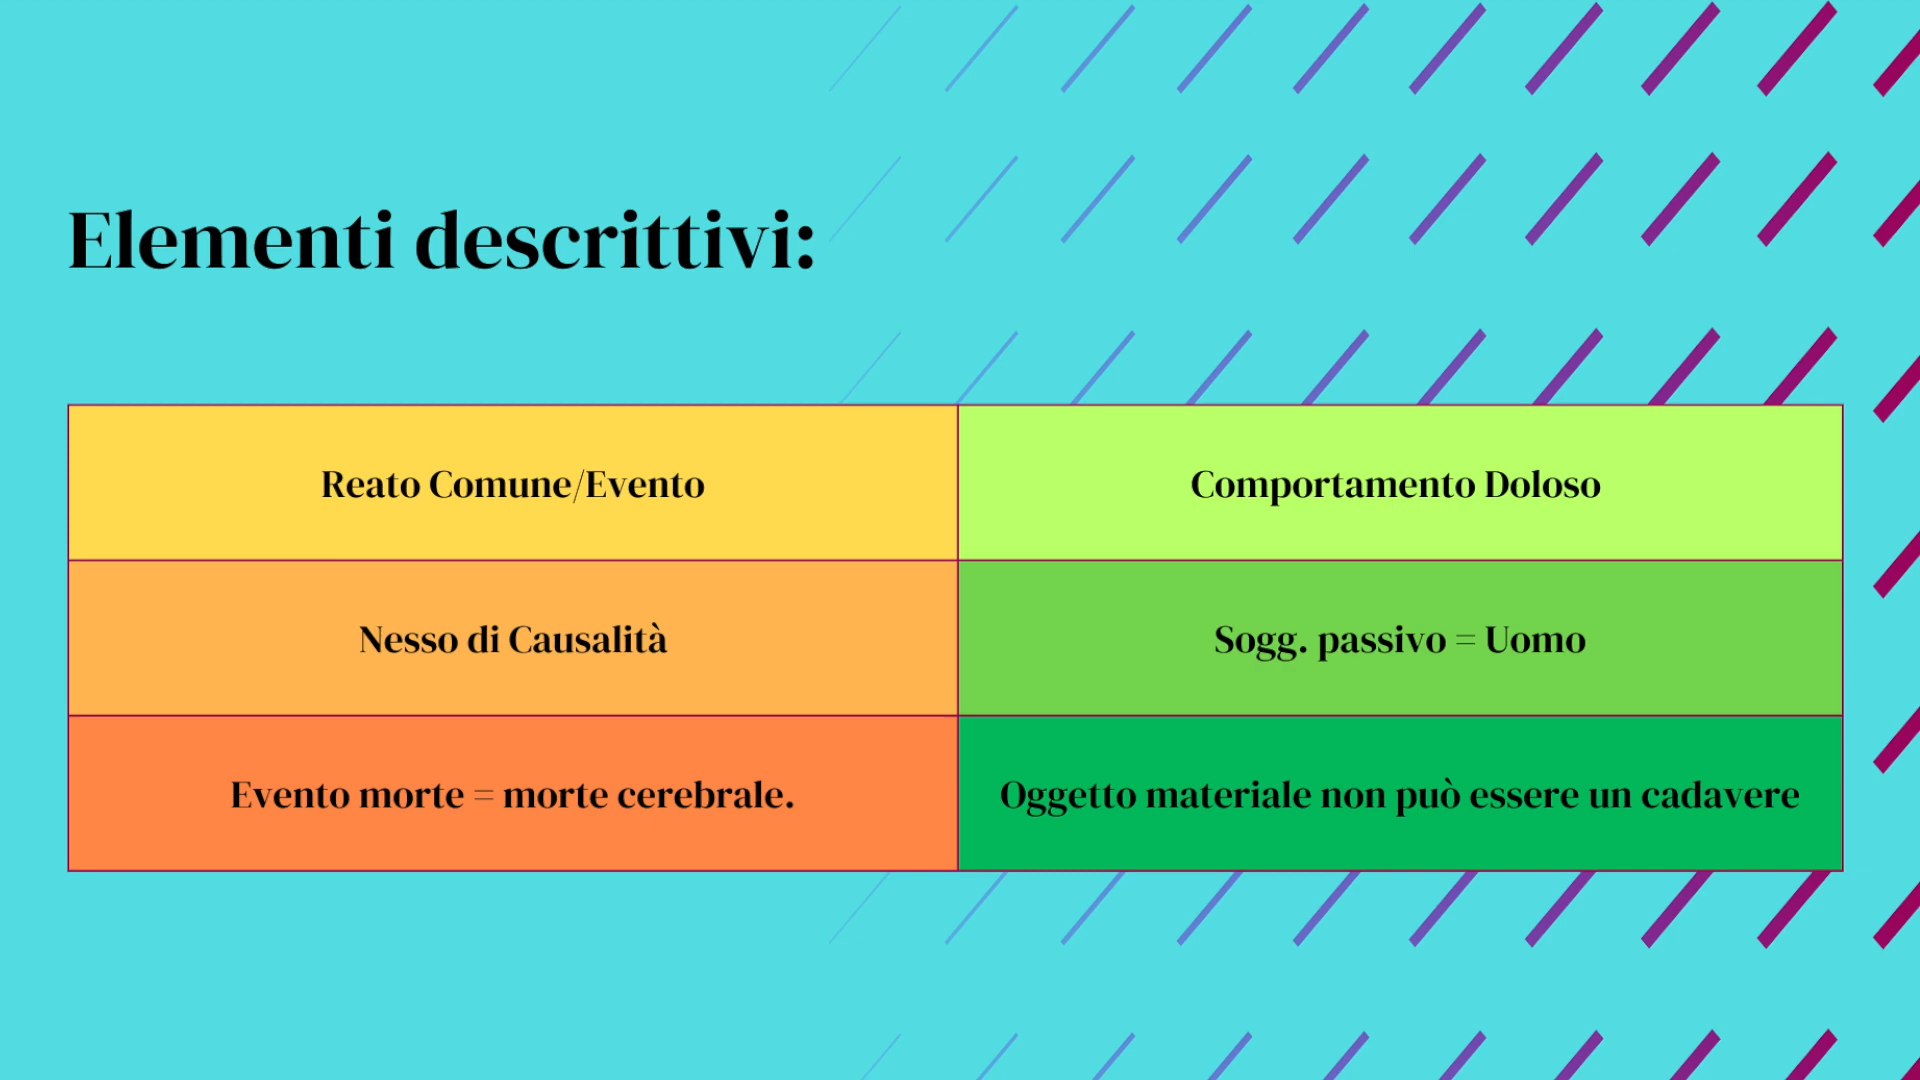 Elementi descrittivi:
Reato Comune/Evento
Comportamento Doloso
Nesso di Causalità
Sogg. passivo = Uomo
Evento morte = morte cerebrale.
Oggetto materiale non può essere un cadavere